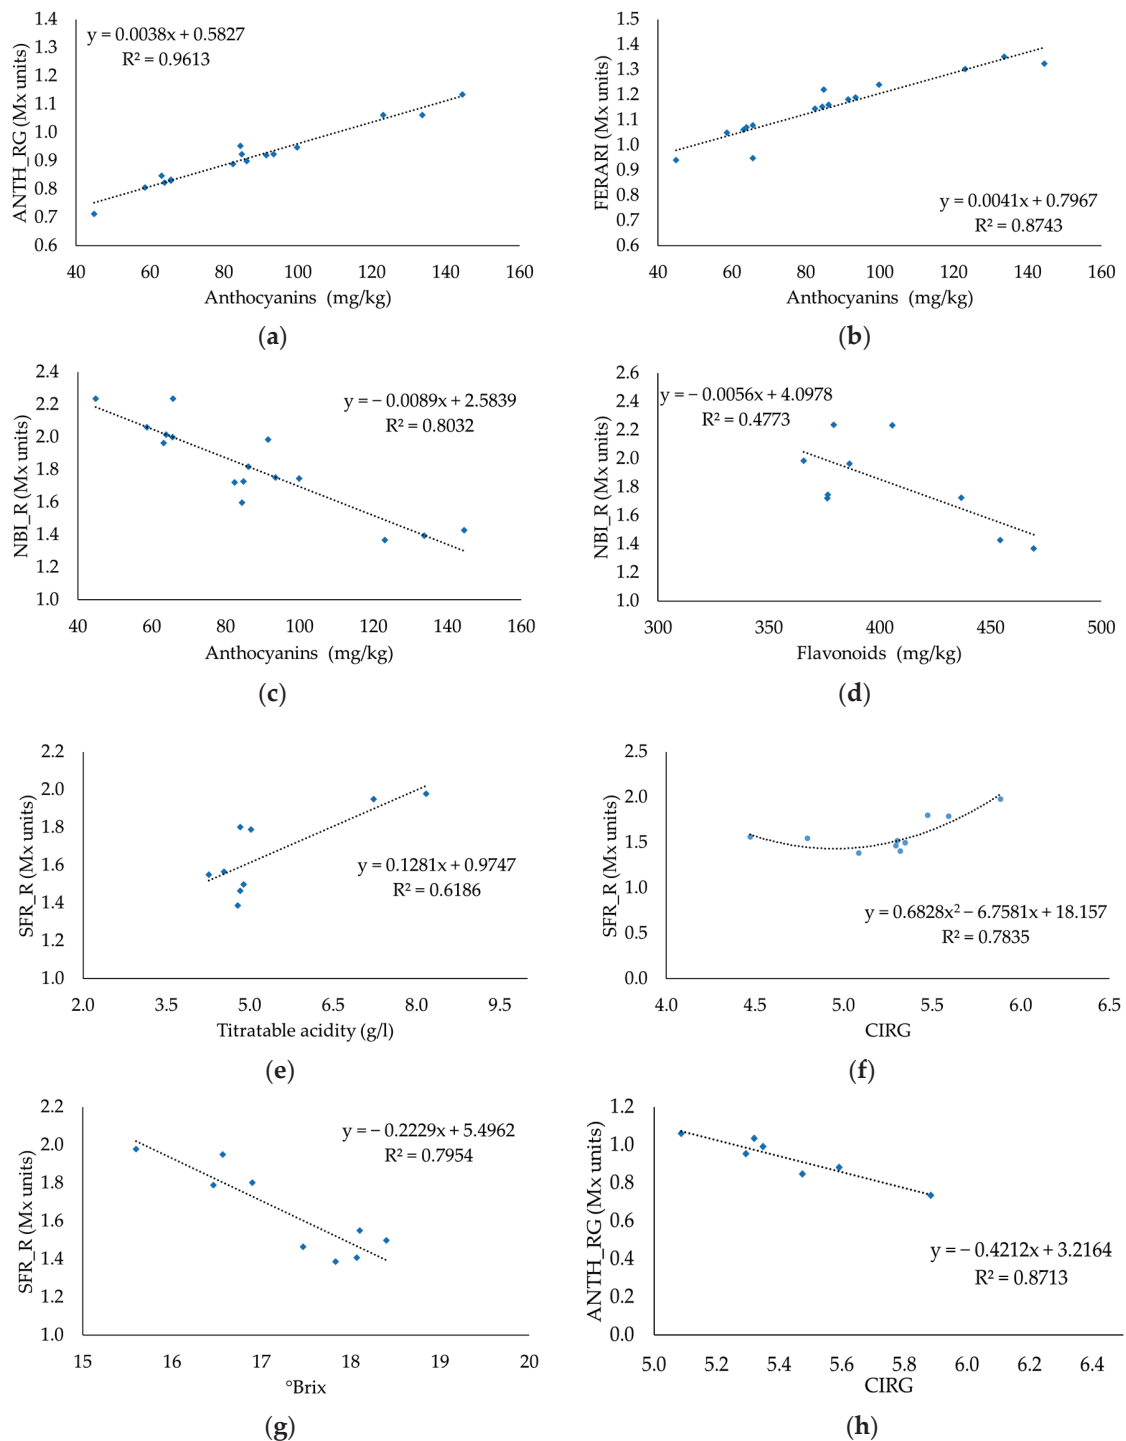 1.4
1.3
1.2
1.1
1.0
0.9
0.8
0.7
0.6
ANTH_RG (Mx units)
y = 0.0038x + 0.5827
R² = 0.9613
40 60 80 100 120 140 160
Anthocyanins (mg/kg)
(a)
1.5
1.4
1.3
1.2
1.1
1.0
0.9
0.8
0.7
0.6
FERARI (Mx units)
y = 0.0041x + 0.7967
R² = 0.8743
40 60 80 100 120 140 160
Anthocyanins (mg/kg)
(b)
2.4
2.2
2.0
1.8
1.6
1.4
1.2
1.0
NBI_R (Mx units)
y = − 0.0089x + 2.5839
R² = 0.8032
40 60 80 100 120 140 160
Anthocyanins (mg/kg)
(c)
2.6
2.4
2.2
2.0
1.8
1.6
1.4
1.2
1.0
NBI_R (Mx units)
y = − 0.0056x + 4.0978
R² = 0.4773
300 350 400 450 500
Flavonoids (mg/kg)
(d)
2.2
2.0
1.8
1.6
1.4
1.2
1.0
SFR_R (Mx units)
y = 0.1281x + 0.9747
R² = 0.6186
2.0 3.5 5.0 6.5 8.0 9.5
Titratable acidity (g/l)
(e)
2.5
2.0
1.5
1.0
0.5
0.0
SFR_R (Mx units)
y = 0.6828x² − 6.7581x + 18.157
R² = 0.7835
4.0 4.5 5.0 5.5 6.0 6.5
CIRG
(f)
2.2
2.0
1.8
1.6
1.4
1.2
1.0
SFR_R (Mx units)
y = − 0.2229x + 5.4962
R² = 0.7954
15 16 17 18 19 20
°Brix
(g)
1.2
1.0
0.8
0.6
0.4
0.2
0.0
ANTH_RG (Mx units)
y = − 0.4212x + 3.2164
R² = 0.8713
5.0 5.2 5.4 5.6 5.8 6.0 6.2 6.4
CIRG
(h)